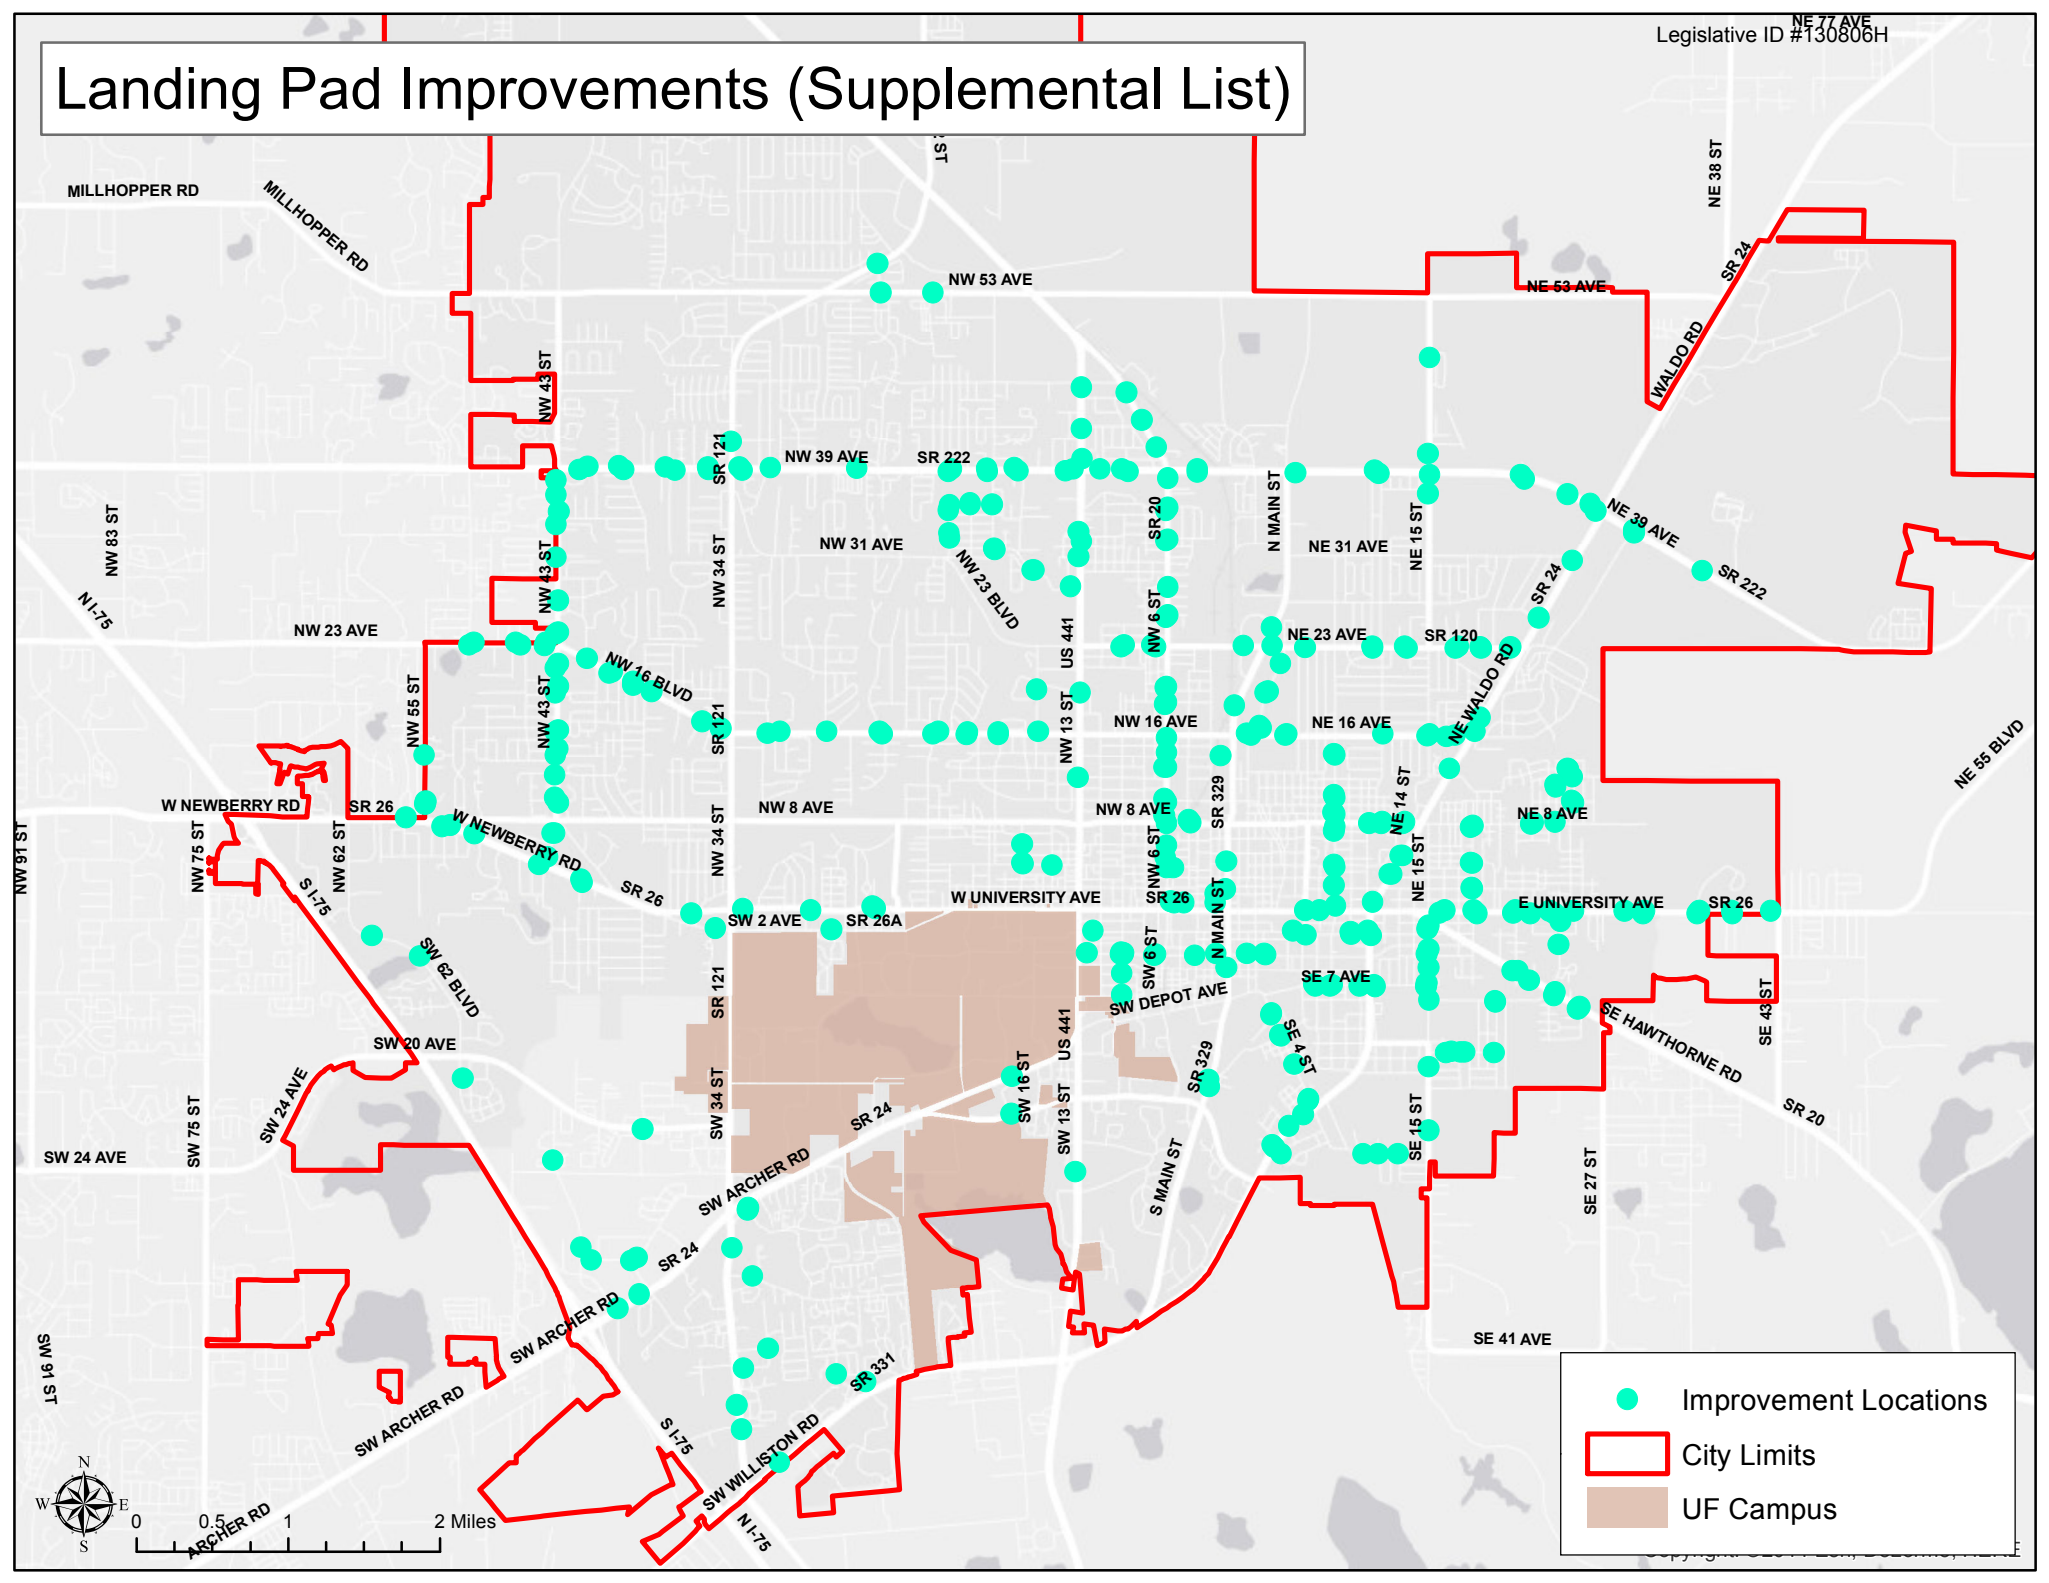 NE 77 AVE
Legislative ID #130806H
Landing Pad Improvements (Supplemental List)
ST
NE 38 ST
MILLHOPPER RD
MILLHOPPER RD
SR 24
NW 53 AVE
NE 53 AVE
WALDO RD
NW 43 ST
SR 121
NW 39 AVE
SR 222
N MAIN ST
SR 20
NE 15 ST
NE 39 AVE
NW 83 ST
NW 34 ST
NW 31 AVE
NE 31 AVE
NW 43 ST
NW 23 BLVD
SR 24
SR 222
N I-75
NW 23 AVE
US 441
NW 6 ST
NE 23 AVE
SR 120
NW 16 BLVD
NE WALDO RD
NW 55 ST
NW 43 ST
SR 121
NW 13 ST
NW 16 AVE
NE 16 AVE
NE 55 BLVD
W NEWBERRY RD
SR 26
W NEWBERRY RD
NW 8 AVE
NW 8 AVE
SR 329
NE 14 ST
NE 8 AVE
NW 91 ST
NW 75 ST
NW 62 ST
NW 34 ST
NW 6 ST
NE 15 ST
S I-75
SR 26
W UNIVERSITY AVE
SR 26
N MAIN ST
E UNIVERSITY AVE
SR 26
SW 2 AVE
SR 26A
SW 62 BLVD
SR 121
SW 6 ST
SE 7 AVE
SW DEPOT AVE
SE 43 ST
SE HAWTHORNE RD
SW 20 AVE
US 441
SE 4 ST
SW 24 AVE
SW 34 ST
SW 16 ST
SR 329
SR 24
SR 20
SW 75 ST
SW 13 ST
SE 15 ST
SW 24 AVE
SW ARCHER RD
S MAIN ST
SE 27 ST
SR 24
SW ARCHER RD
SW 91 ST
SR 331
SE 41 AVE
SW ARCHER RD
S I-75
SW WILLISTON RD
Improvement Locations
City Limits
UF Campus
N
W E
S
0 0.5 1 2 Miles
ARCHER RD
N I-75